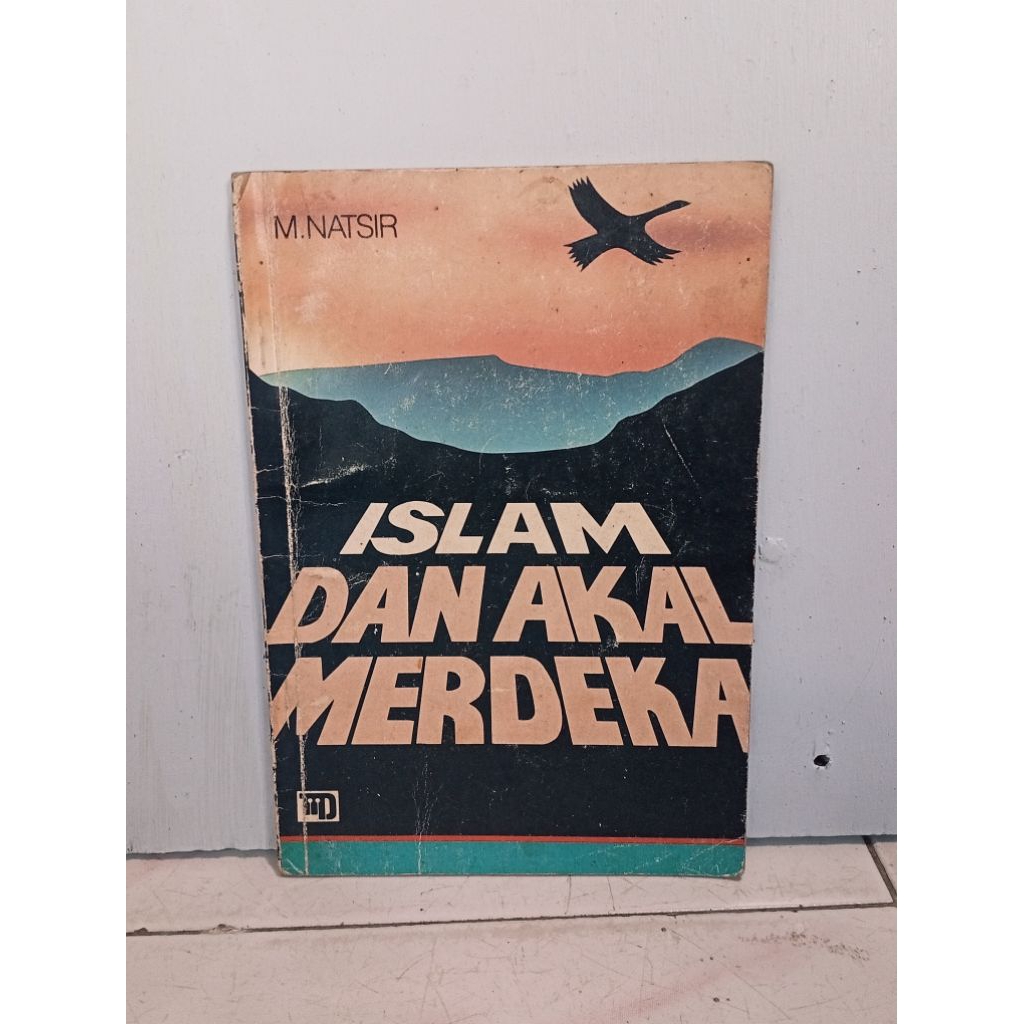 M.NATSIR
ISLAM
DAN AKAL
MERDEKA